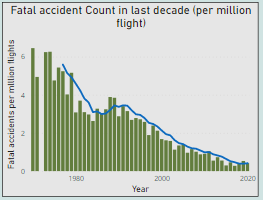 Fatal accident Count in last decade (per million
flight)
Fatal accidents per million flights
6
4
2
0
1980
2000
2020
Year